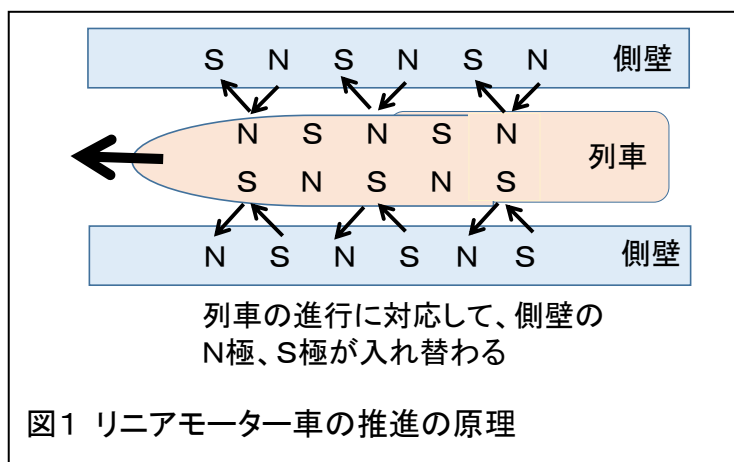 S N S N S N 側壁
N S N S N
列車
S N S N S
N S N S N S 側壁
列車の進行に対応して、側壁の
N極、S極が入れ替わる
図1 リニアモーター車の推進の原理